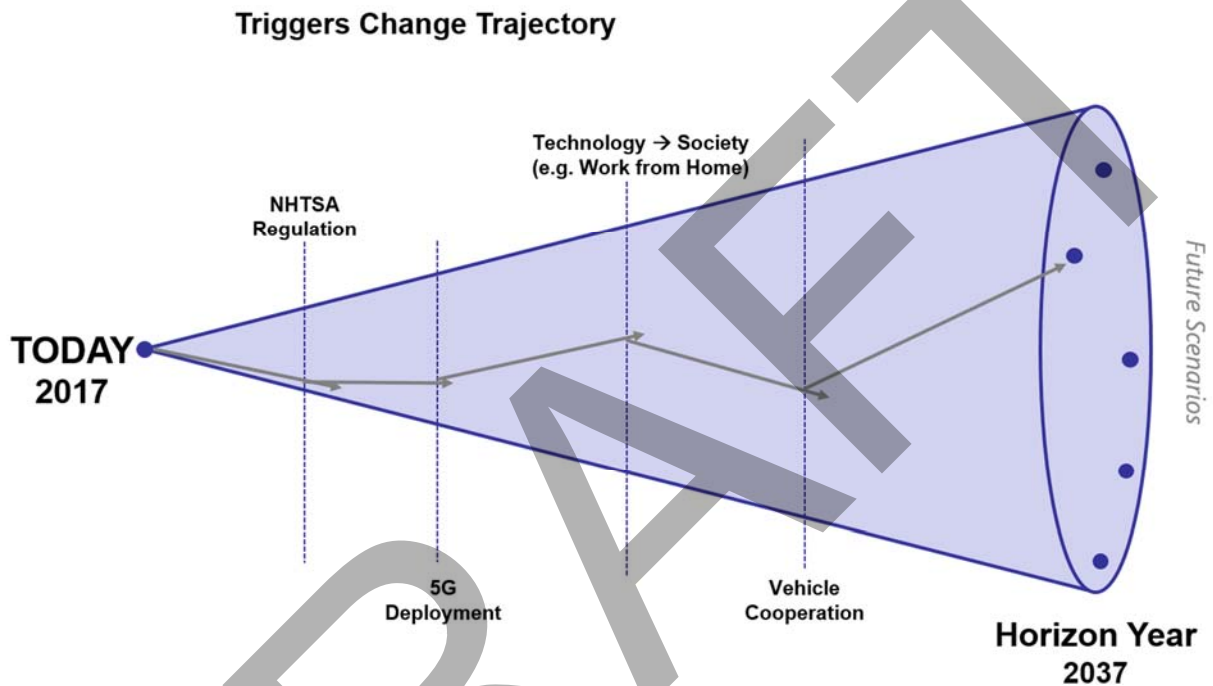 Triggers Change Trajectory
Technology → Society
(e.g. Work from Home)
NHTSA
Regulation
TODAY
2017
Future Scenarios
5G
Deployment
Vehicle
Cooperation
Horizon Year
2037
DRAFT